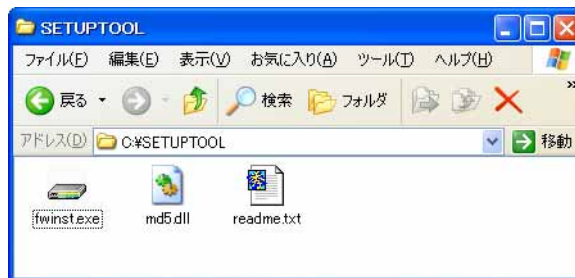 SETUPTOOL
ファイル(F) 編集(E) 表示(V) お気に入り(A) ツール(T) ヘルプ(H)
戻る 検索 フォルダ »
アドレス(D) C:¥SETUPTOOL 移動
fwinst.exe md5.dll readme.txt